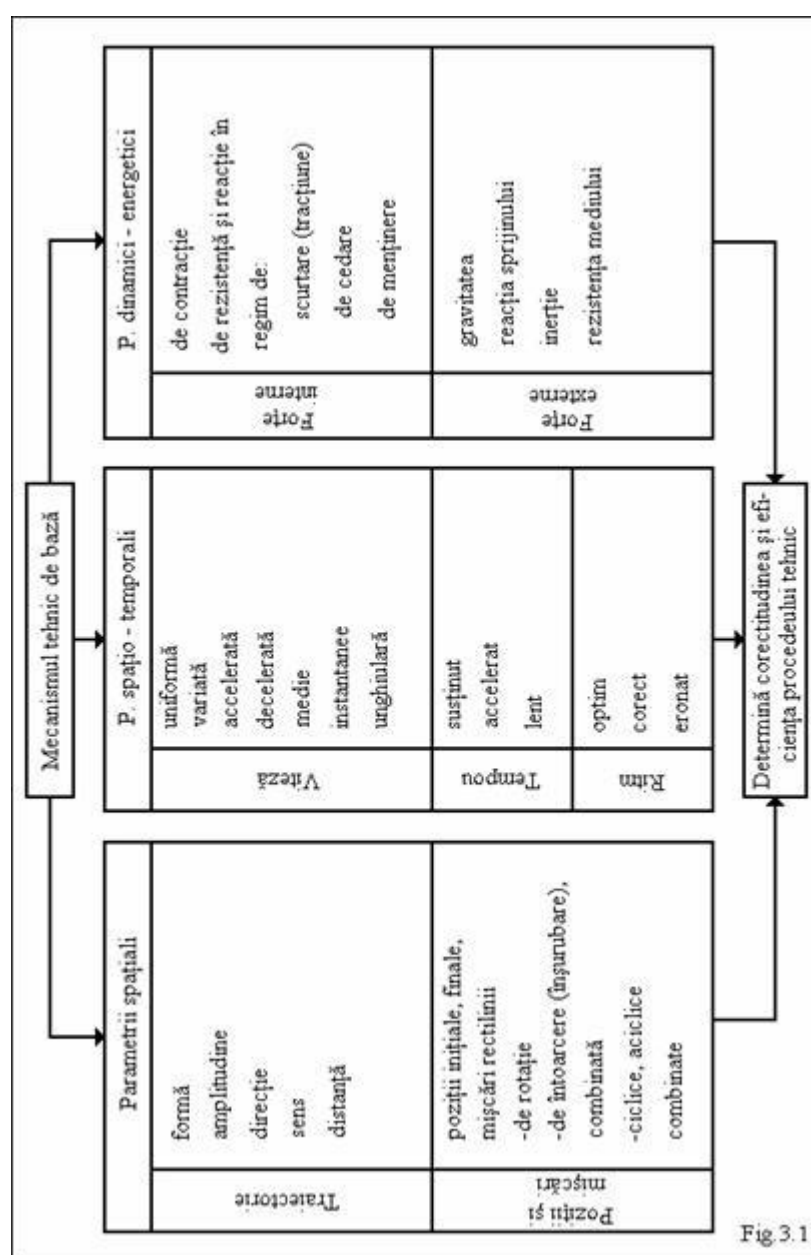 Mecanismul tehnic de bază
Parametrii spațiali
Traiectorie
formă
amplitudine
direcție
sens
distanță
Poziții și
mișcări
poziții inițiale, finale,
mișcări rectilinii
-de rotație
-de întoarcere (înșurubare),
combinată
-ciclice, aciclice
combinate
P. spațio - temporali
Viteză
uniformă
variată
accelerată
decelerată
medie
instantanee
unghiulară
Tempou
susținut
accelerat
lent
Ritm
optim
corect
eronat
P. dinamici - energetici
Forțe
interne
de contracție
de rezistență și reacție în
regim de:
scurtare (tracțiune)
de cedare
de menținere
Forțe
externe
gravitatea
reacția sprijinului
inerție
rezistența mediului
Determină corectitudinea și efi-
ciența procedeului tehnic
Fig.3.1